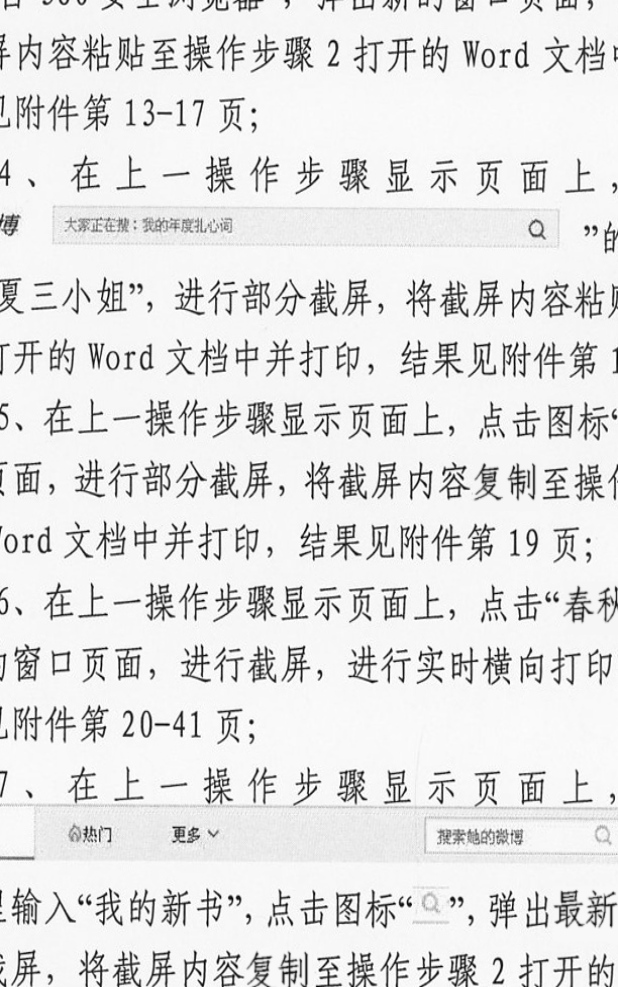 360 安全浏览器”，弹出新的窗口页面，
屏内容粘贴至操作步骤 2 打开的 Word 文档中
见附件第 13-17 页；
4、在上一操作步骤显示页面上，
博 大家正在搜：我的年度扎心词 ”的
夏三小姐”，进行部分截屏，将截屏内容粘贴
打开的 Word 文档中并打印，结果见附件第 1
5、在上一操作步骤显示页面上，点击图标“
页面，进行部分截屏，将截屏内容复制至操作
Word 文档中并打印，结果见附件第 19 页；
6、在上一操作步骤显示页面上，点击“春秋
的窗口页面，进行截屏，进行实时横向打印
见附件第 20-41 页；
7、在上一操作步骤显示页面上，
热门 更多 搜索她的微博
里输入“我的新书”，点击图标“ ”，弹出最新
截屏，将截屏内容复制至操作步骤 2 打开的